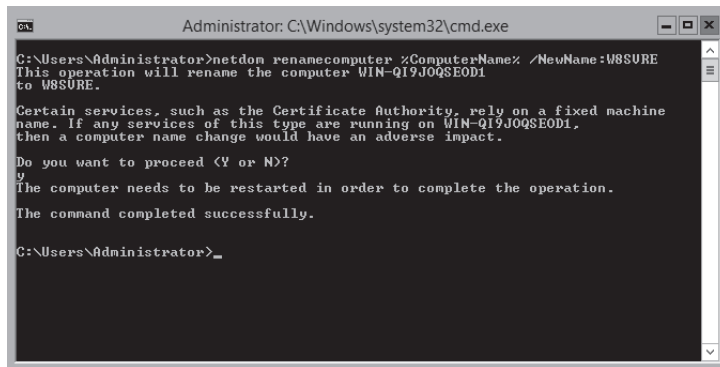 Administrator: C:\Windows\system32\cmd.exe
C:\Users\Administrator>netdom renamecomputer %ComputerName% /NewName:W8SVRE
This operation will rename the computer WIN-QI9JOQSEOD1
to W8SVRE.
Certain services, such as the Certificate Authority, rely on a fixed machine
name. If any services of this type are running on WIN-QI9JOQSEOD1,
then a computer name change would have an adverse impact.
Do you want to proceed (Y or N)?
y
The computer needs to be restarted in order to complete the operation.
The command completed successfully.
C:\Users\Administrator>_